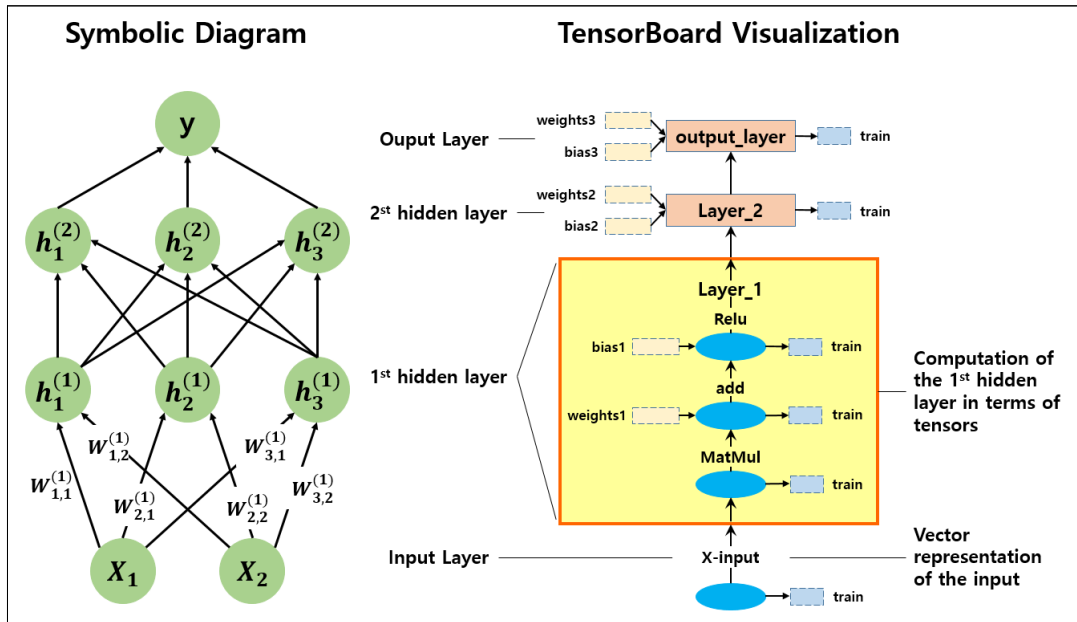 Symbolic Diagram
TensorBoard Visualization
y
h₁⁽²⁾
h₂⁽²⁾
h₃⁽²⁾
h₁⁽¹⁾
h₂⁽¹⁾
h₃⁽¹⁾
W₁,₁⁽¹⁾
W₁,₂⁽¹⁾
W₂,₁⁽¹⁾
W₂,₂⁽¹⁾
W₃,₁⁽¹⁾
W₃,₂⁽¹⁾
X₁
X₂
Ouput Layer
weights3
bias3
output_layer
train
2ˢᵗ hidden layer
weights2
bias2
Layer_2
train
1ˢᵗ hidden layer
Layer_1
Relu
bias1
train
add
weights1
train
MatMul
train
Computation of
the 1ˢᵗ hidden
layer in terms of
tensors
Input Layer
X-input
train
Vector
representation
of the input